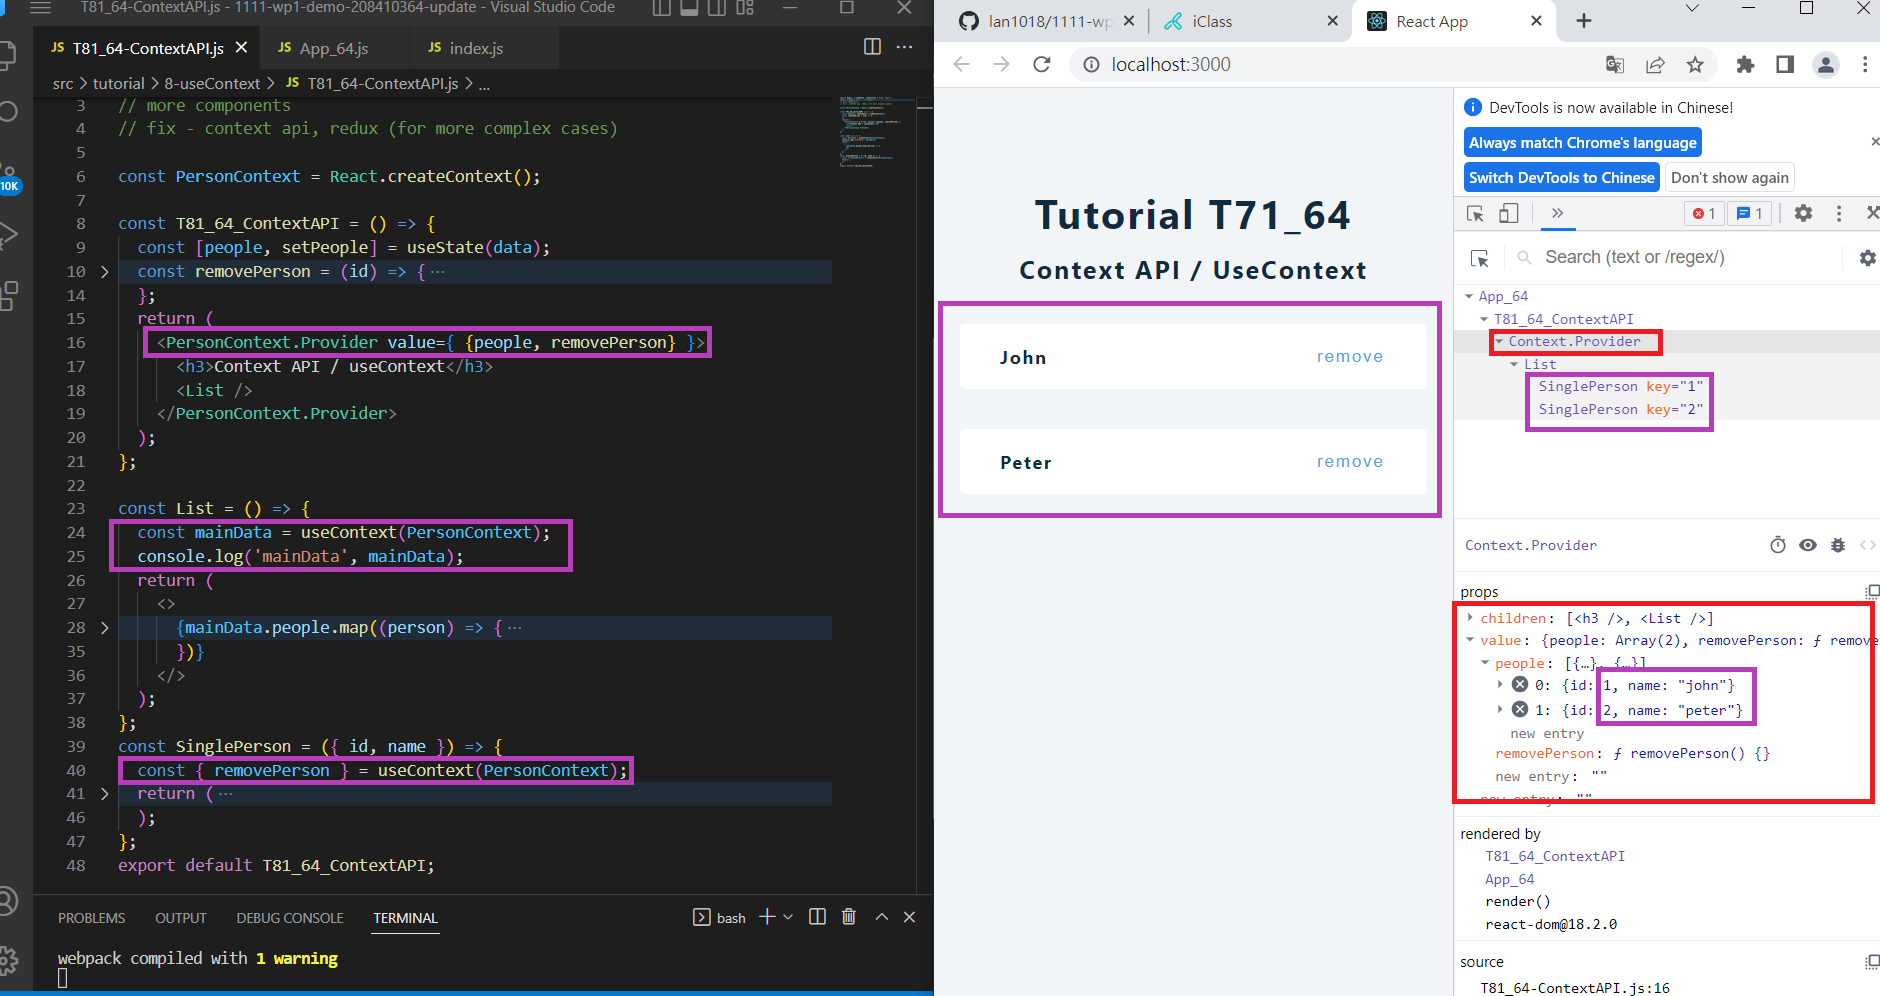 T81_64-ContextAPI.js - 1111-wp1-demo-208410364-update - Visual Studio Code
JS T81_64-ContextAPI.js
JS App_64.js
JS index.js
src > tutorial > 8-useContext > JS T81_64-ContextAPI.js > ...
10K
3 // more components
4 // fix - context api, redux (for more complex cases)
5
6 const PersonContext = React.createContext();
7
8 const T81_64_ContextAPI = () => {
9 const [people, setPeople] = useState(data);
10 const removePerson = (id) => { ...
14 };
15 return (
16 <PersonContext.Provider value={ {people, removePerson} }>
17 <h3>Context API / useContext</h3>
18 <List />
19 </PersonContext.Provider>
20 );
21 };
22
23 const List = () => {
24 const mainData = useContext(PersonContext);
25 console.log('mainData', mainData);
26 return (
27 <>
28 {mainData.people.map((person) => { ...
35 })}
36 </>
37 );
38 };
39 const SinglePerson = ({ id, name }) => {
40 const { removePerson } = useContext(PersonContext);
41 return ( ...
46 );
47 };
48 export default T81_64_ContextAPI;
PROBLEMS OUTPUT DEBUG CONSOLE TERMINAL
bash
webpack compiled with 1 warning
lan1018/1111-wp
iClass
React App
localhost:3000
Tutorial T71_64
Context API / UseContext
John remove
Peter remove
DevTools is now available in Chinese!
Always match Chrome's language
Switch DevTools to Chinese
Don't show again
1
1
Search (text or /regex/)
App_64
T81_64_ContextAPI
Context.Provider
List
SinglePerson key="1"
SinglePerson key="2"
Context.Provider
props
children: [<h3 />, <List />]
value: {people: Array(2), removePerson: ƒ remove
people: [{…}, {…}]
0: {id: 1, name: "john"}
1: {id: 2, name: "peter"}
new entry
removePerson: ƒ removePerson() {}
new entry: ""
new entry: ""
rendered by
T81_64_ContextAPI
App_64
render()
react-dom@18.2.0
source
T81_64-ContextAPI.js:16